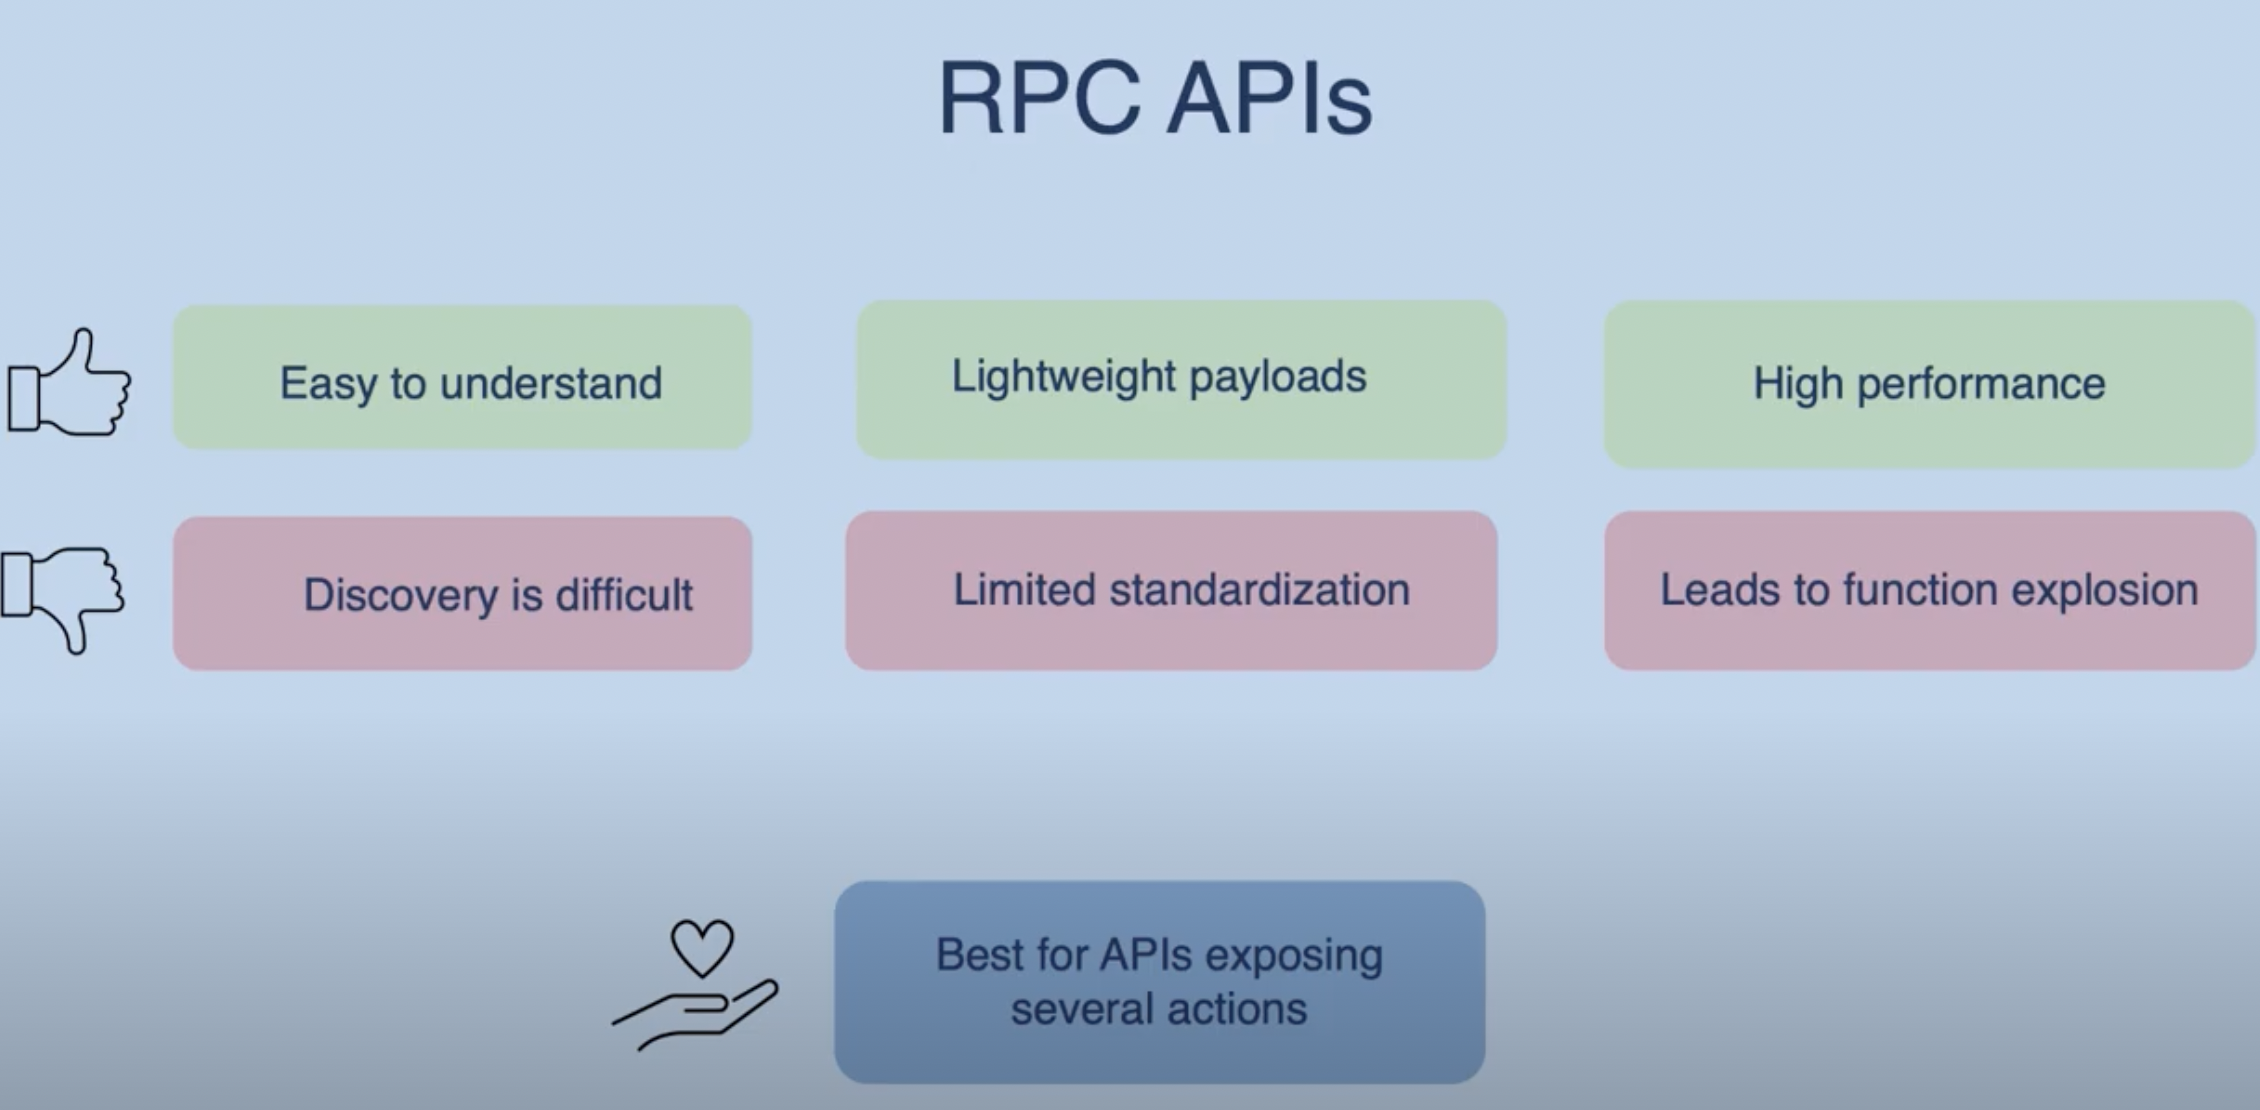 RPC APIs
Easy to understand
Lightweight payloads
High performance
Discovery is difficult
Limited standardization
Leads to function explosion
Best for APIs exposing
several actions